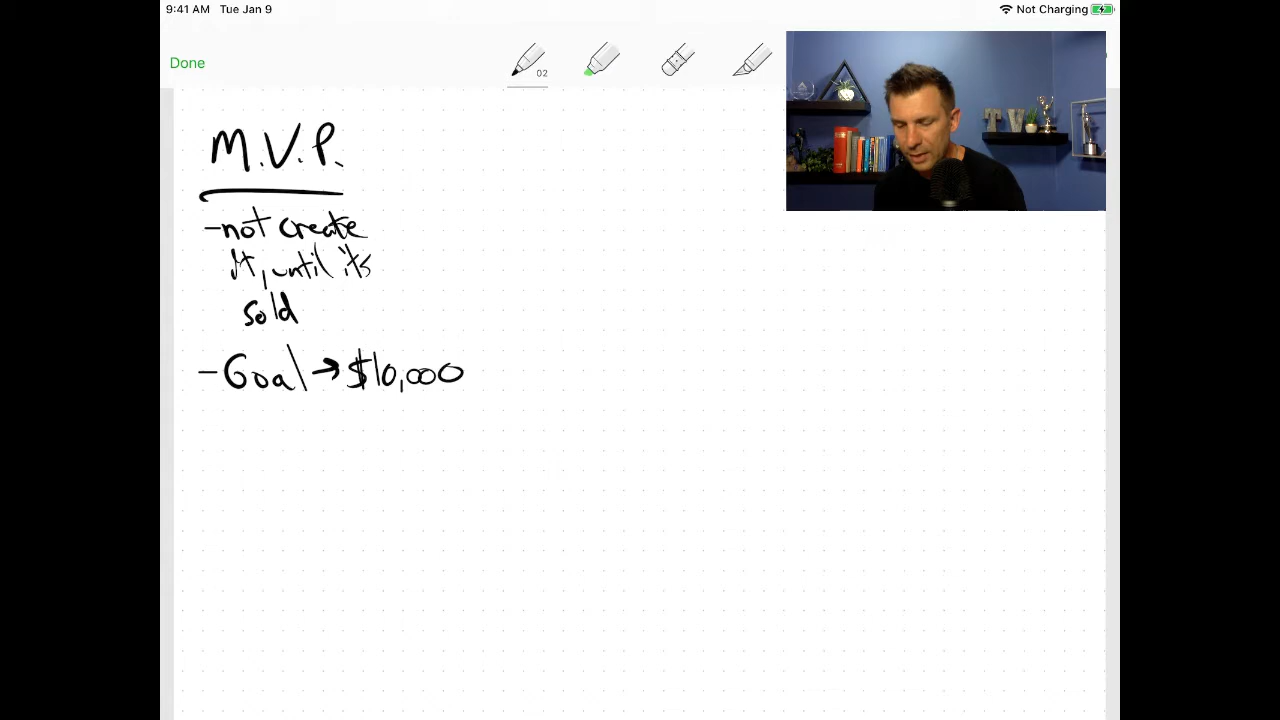 9:41 AM Tue Jan 9
Not Charging
Done
02
TV
M.V.P.
-not create
It, until its
sold
-Goal → $10,000